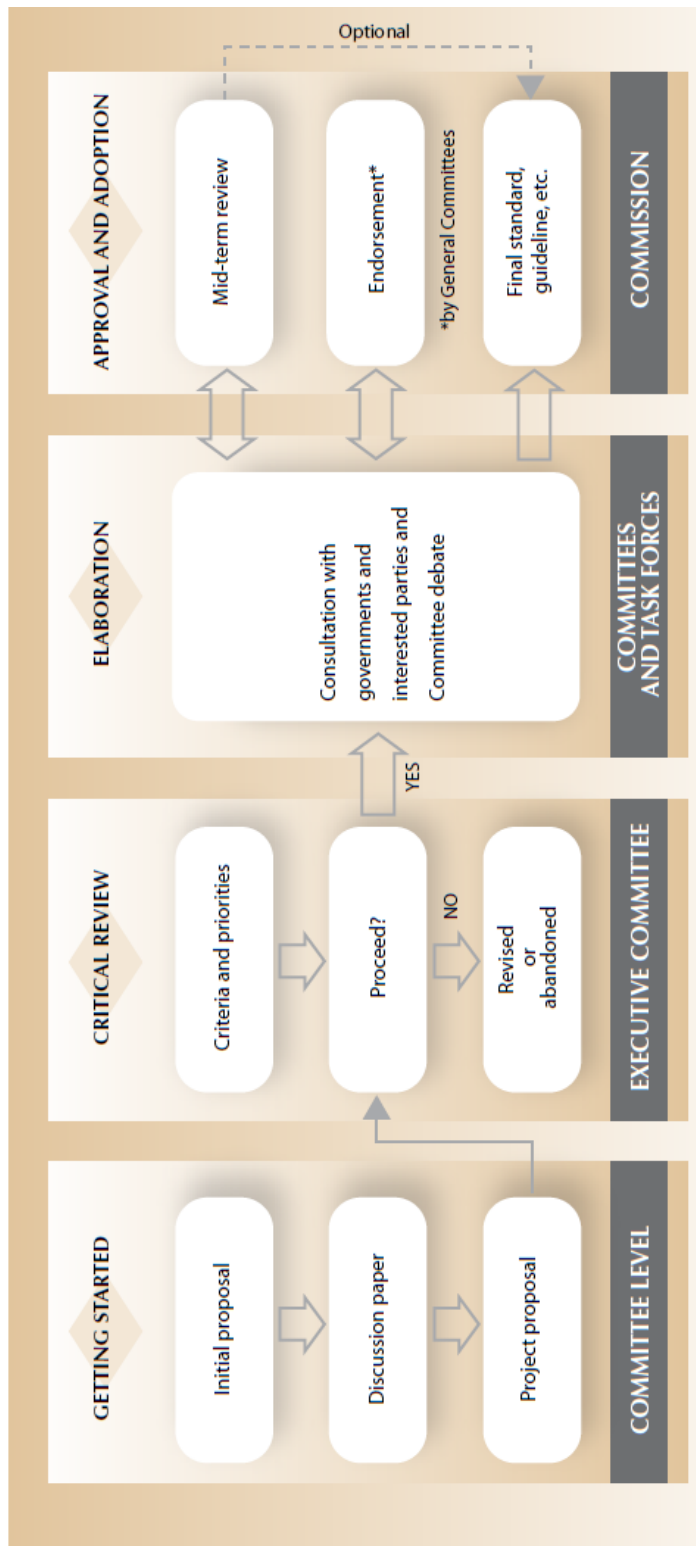 GETTING STARTED
Initial proposal
Discussion paper
Project proposal
COMMITTEE LEVEL
CRITICAL REVIEW
Criteria and priorities
Proceed?
YES
NO
Revised
or
abandoned
EXECUTIVE COMMITTEE
ELABORATION
Consultation with
governments and
interested parties and
Committee debate
COMMITTEES
AND TASK FORCES
APPROVAL AND ADOPTION
Mid-term review
Endorsement*
*by General Committees
Final standard,
guideline, etc.
COMMISSION
Optional